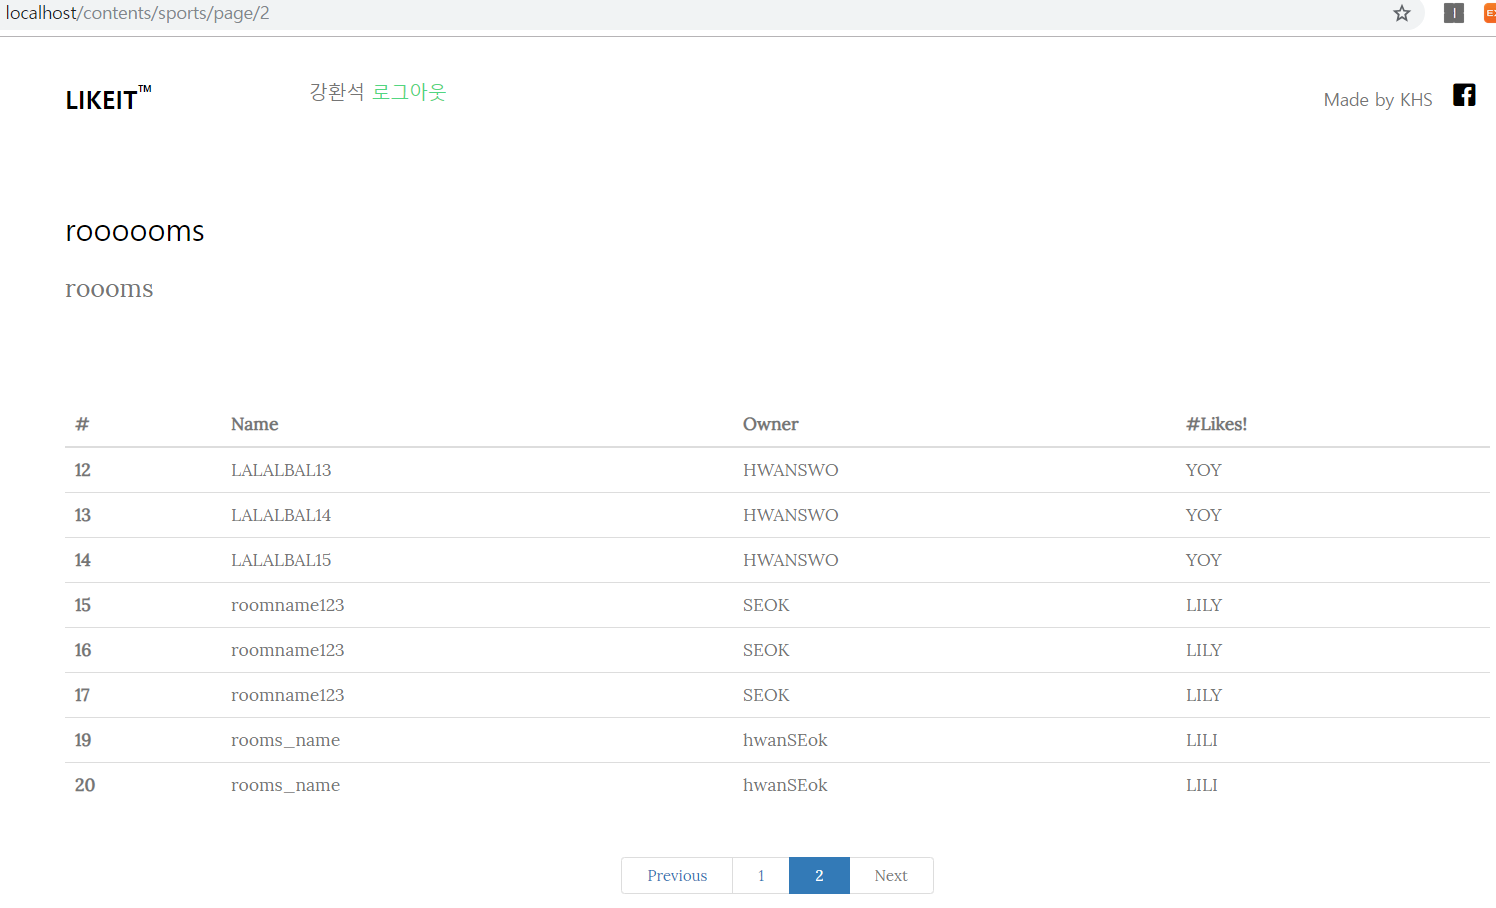 localhost/contents/sports/page/2
LIKEIT™ 강환석 로그아웃 Made by KHS
roooooms
roooms
# Name Owner #Likes!
12 LALALBAL13 HWANSWO YOY
13 LALALBAL14 HWANSWO YOY
14 LALALBAL15 HWANSWO YOY
15 roomname123 SEOK LILY
16 roomname123 SEOK LILY
17 roomname123 SEOK LILY
19 rooms_name hwanSEok LILI
20 rooms_name hwanSEok LILI
Previous 1 2 Next